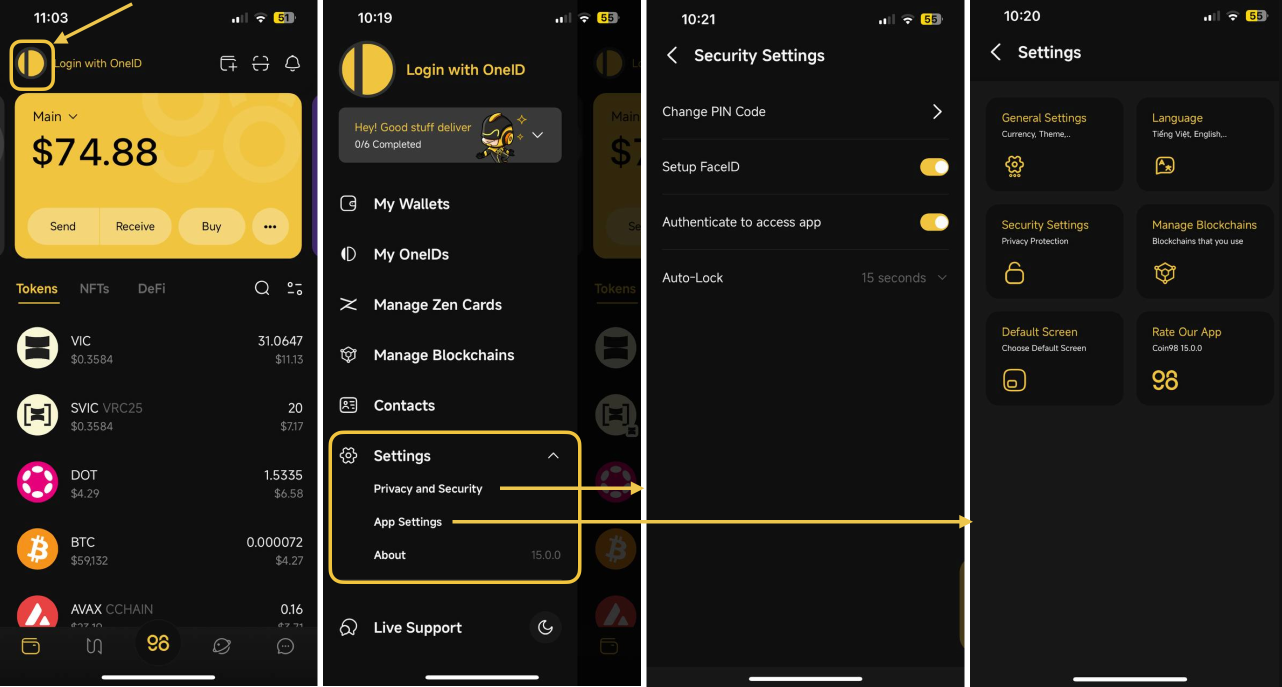 11:03
51
Login with OneID
Main
$74.88
Send
Receive
Buy
Tokens
NFTs
DeFi
VIC
31.0647
$0.3584
$11.13
SVIC VRC25
20
$0.3584
$7.17
DOT
1.5335
$4.29
$6.58
BTC
0.000072
$59,132
$4.27
AVAX CCHAIN
0.16
10:19
55
Login with OneID
Hey! Good stuff deliver
0/6 Completed
My Wallets
My OneIDs
Manage Zen Cards
Manage Blockchains
Contacts
Settings
Privacy and Security
App Settings
About
15.0.0
Live Support
Main
$7
Se
Tokens
10:21
55
Security Settings
Change PIN Code
Setup FaceID
Authenticate to access app
Auto-Lock
15 seconds
10:20
55
Settings
General Settings
Currency, Theme,..
Language
Tiếng Việt, English,..
Security Settings
Privacy Protection
Manage Blockchains
Blockchains that you use
Default Screen
Choose Default Screen
Rate Our App
Coin98 15.0.0